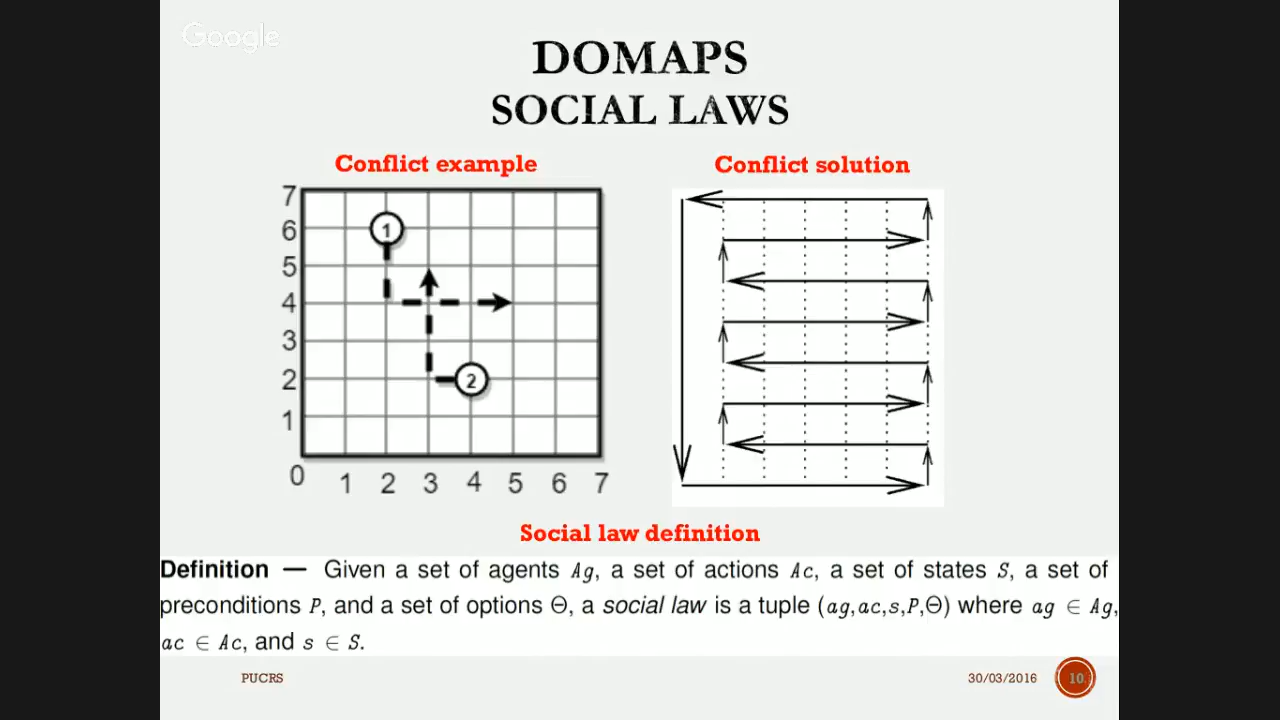 Google
DOMAPS
SOCIAL LAWS
Conflict example
Conflict solution
7
6
5
4
3
2
1
0 1 2 3 4 5 6 7
1
2
Social law definition
Definition — Given a set of agents Ag, a set of actions Ac, a set of states S, a set of
preconditions P, and a set of options Θ, a social law is a tuple (ag,ac,s,P,Θ) where ag ∈ Ag,
ac ∈ Ac, and s ∈ S.
PUCRS
30/03/2016
10